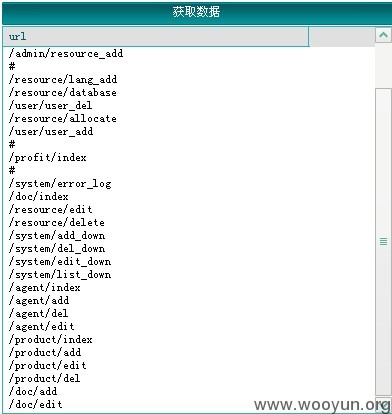 获取数据
url
/admin/resource_add
#
/resource/lang_add
/resource/database
/user/user_del
/resource/allocate
/user/user_add
#
/profit/index
#
/system/error_log
/doc/index
/resource/edit
/resource/delete
/system/add_down
/system/del_down
/system/edit_down
/system/list_down
/agent/index
/agent/add
/agent/del
/agent/edit
/product/index
/product/add
/product/edit
/product/del
/doc/add
/doc/edit
www.wooyun.org